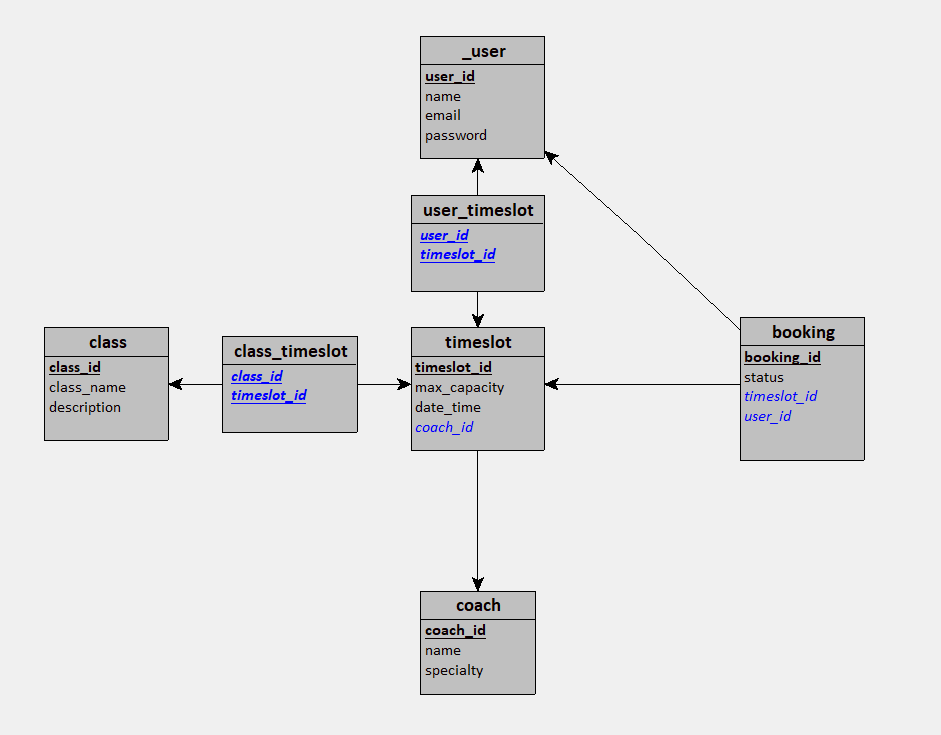 _user
user_id
name
email
password
user_timeslot
user_id
timeslot_id
class
class_id
class_name
description
class_timeslot
class_id
timeslot_id
timeslot
timeslot_id
max_capacity
date_time
coach_id
booking
booking_id
status
timeslot_id
user_id
coach
coach_id
name
specialty